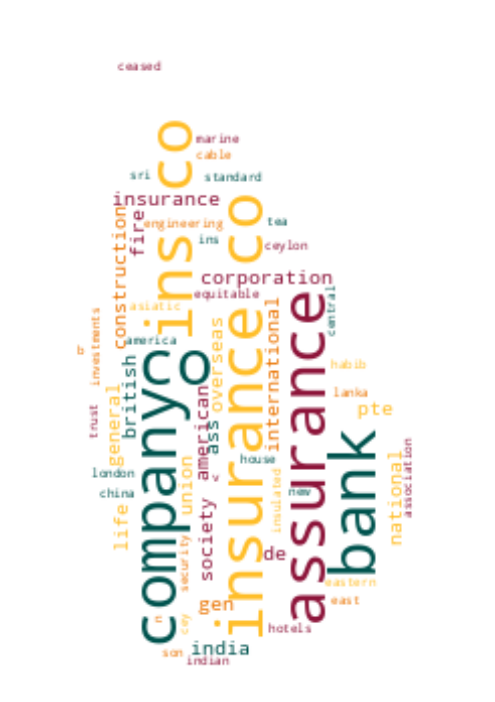 ceased
ins co
marine
cable
sri
standard
insurance
insurance co
construction
fire
engineering
tea
ins
ceylon
corporation
equitable
assurance
central
asiatic
international
overseas
investments
america
company
co
british
american
ass
habib
general
lanka
pte
trust
bank
house
association
london
china
union
insulated
new
national
life
society
security
de
eastern
gen
east
cey
n
hotels
india
son
indian